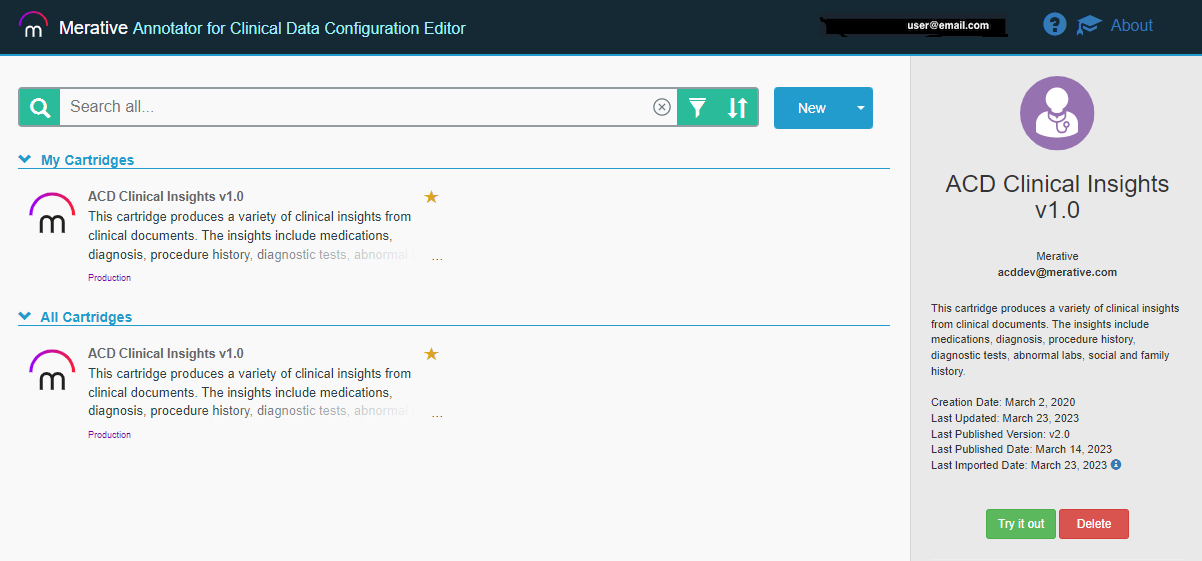 m Merative Annotator for Clinical Data Configuration Editor
user@email.com
? About
Search all...
New
My Cartridges
m
ACD Clinical Insights v1.0
This cartridge produces a variety of clinical insights from
clinical documents. The insights include medications,
diagnosis, procedure history, diagnostic tests, abnormal
...
Production
All Cartridges
m
ACD Clinical Insights v1.0
This cartridge produces a variety of clinical insights from
clinical documents. The insights include medications,
diagnosis, procedure history, diagnostic tests, abnormal
...
Production
ACD Clinical Insights
v1.0
Merative
acddev@merative.com
This cartridge produces a variety of clinical insights
from clinical documents. The insights include
medications, diagnosis, procedure history,
diagnostic tests, abnormal labs, social and family
history.
Creation Date: March 2, 2020
Last Updated: March 23, 2023
Last Published Version: v2.0
Last Published Date: March 14, 2023
Last Imported Date: March 23, 2023
Try it out
Delete